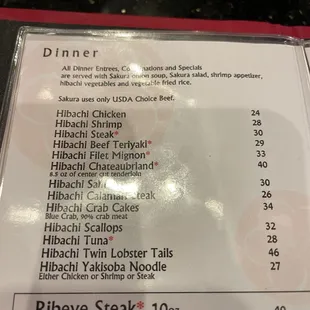 Dinner
All Dinner Entrees, Combinations and Specials
are served with Sakura onion soup, Sakura salad, shrimp appetizer,
hibachi vegetables and vegetable fried rice.
Sakura uses only USDA Choice Beef.
Hibachi Chicken 24
Hibachi Shrimp 28
Hibachi Steak* 30
Hibachi Beef Teriyaki* 29
Hibachi Filet Mignon* 33
Hibachi Chateaubriand* 40
8.5 oz of center cut tenderloin
Hibachi 30
Hibachi Calamari Steak 26
Hibachi Crab Cakes 34
Blue Crab, 90% crab meat
Hibachi Scallops 32
Hibachi Tuna* 28
Hibachi Twin Lobster Tails 46
Hibachi Yakisoba Noodle 27
Either Chicken or Shrimp or Steak
Ribeye Steak* 10oz 40